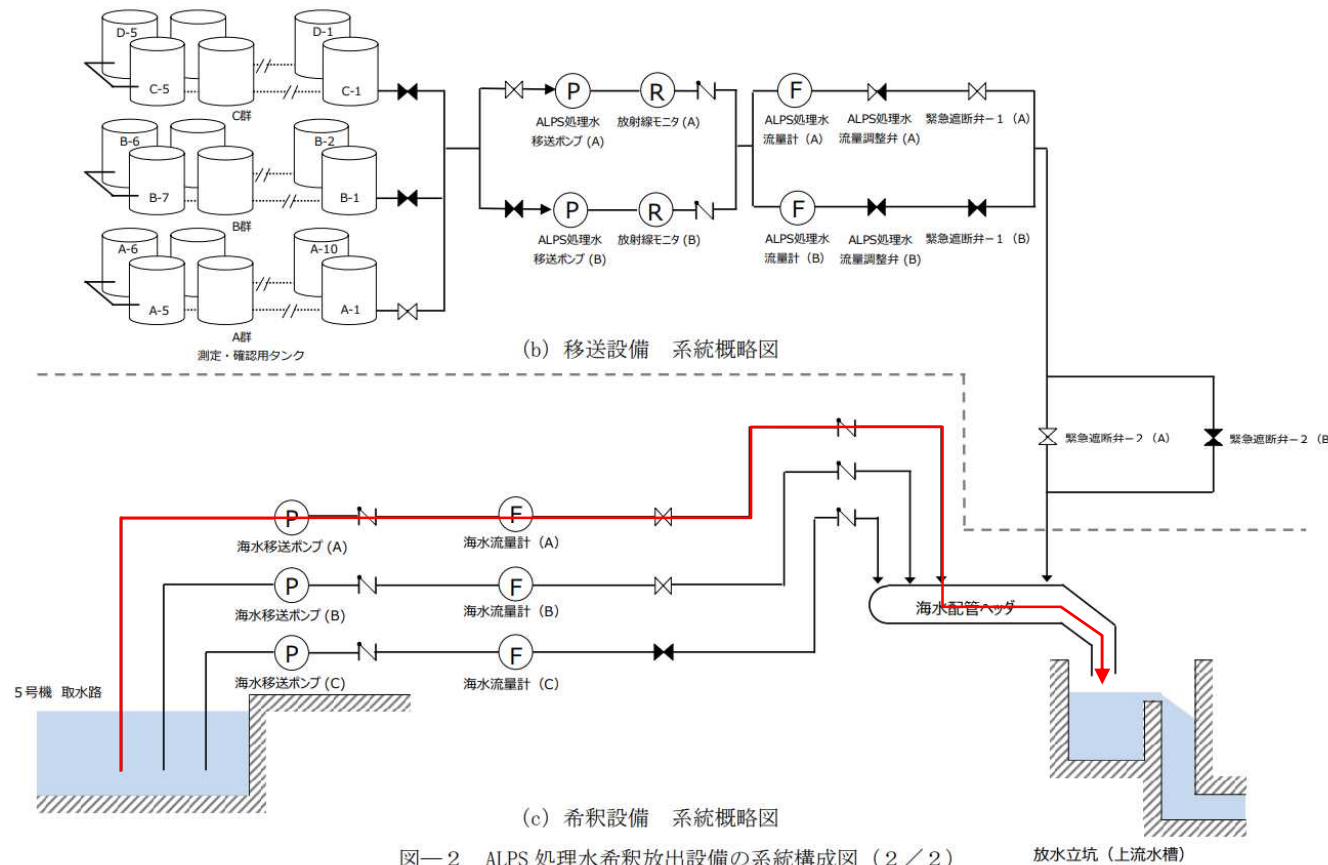 D-5
D-1
C-5
C-1
C群
B-6
B-2
B-7
B-1
B群
A-6
A-10
A-5
A-1
A群
測定・確認用タンク
P
ALPS処理水
移送ポンプ(A)
R
放射線モニタ(A)
F
ALPS処理水
流量計(A)
ALPS処理水
流量調整弁(A)
緊急遮断弁-1(A)
P
ALPS処理水
移送ポンプ(B)
R
放射線モニタ(B)
F
ALPS処理水
流量計(B)
ALPS処理水
流量調整弁(B)
緊急遮断弁-1(B)
(b) 移送設備 系統概略図
緊急遮断弁-2(A)
緊急遮断弁-2(B
P
海水移送ポンプ(A)
F
海水流量計(A)
P
海水移送ポンプ(B)
F
海水流量計(B)
P
海水移送ポンプ(C)
F
海水流量計(C)
海水配管ヘッダ
5号機 取水路
(c) 希釈設備 系統概略図
図-2 ALPS処理水希釈放出設備の系統構成図(2/2)
放水立坑(上流水槽)